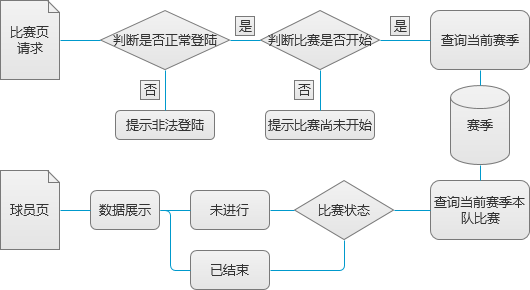 比赛页
请求
判断是否正常登陆
是
判断比赛是否开始
是
查询当前赛季
否
否
提示非法登陆
提示比赛尚未开始
赛季
球员页
数据展示
未进行
比赛状态
查询当前赛季本
队比赛
已结束